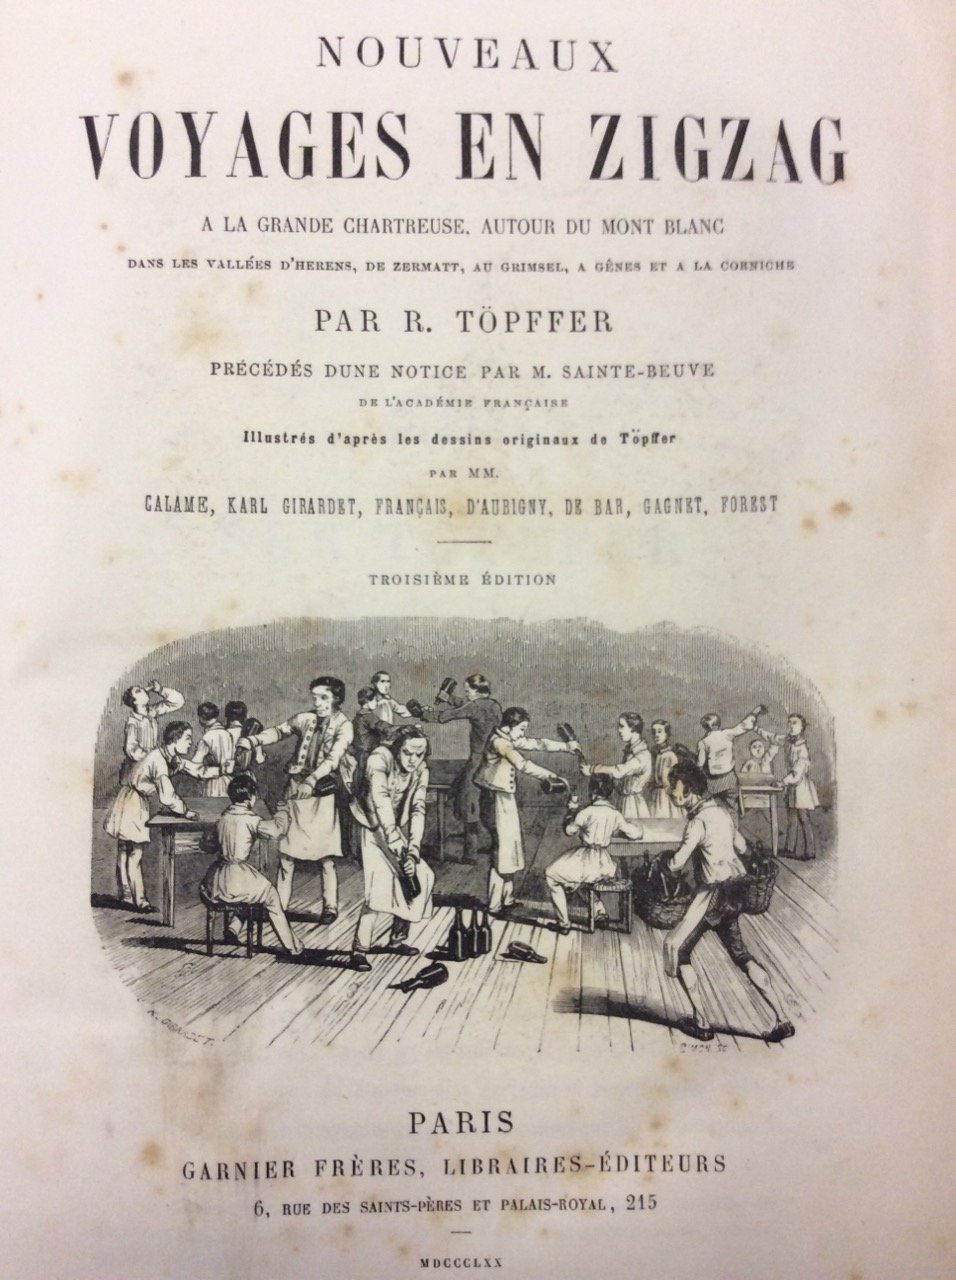 NOUVEAUX
VOYAGES EN ZIGZAG
A LA GRANDE CHARTREUSE, AUTOUR DU MONT BLANC
DANS LES VALLÉES D'HERENS, DE ZERMATT, AU GRIMSEL, A GÊNES ET A LA CORNICHE
PAR R. TÖPFFER
PRÉCÉDÉS DUNE NOTICE PAR M. SAINTE-BEUVE
DE L'ACADÉMIE FRANÇAISE
Illustrés d'après les dessins originaux de Töpffer
PAR MM.
CALAME, KARL GIRARDET, FRANÇAIS, D'AUBIGNY, DE BAR, GAGNET, FOREST
TROISIÈME ÉDITION
K. GIRARDET.
PARIS
GARNIER FRÈRES, LIBRAIRES-ÉDITEURS
6, RUE DES SAINTS-PÈRES ET PALAIS-ROYAL, 215
MDCCCLXX